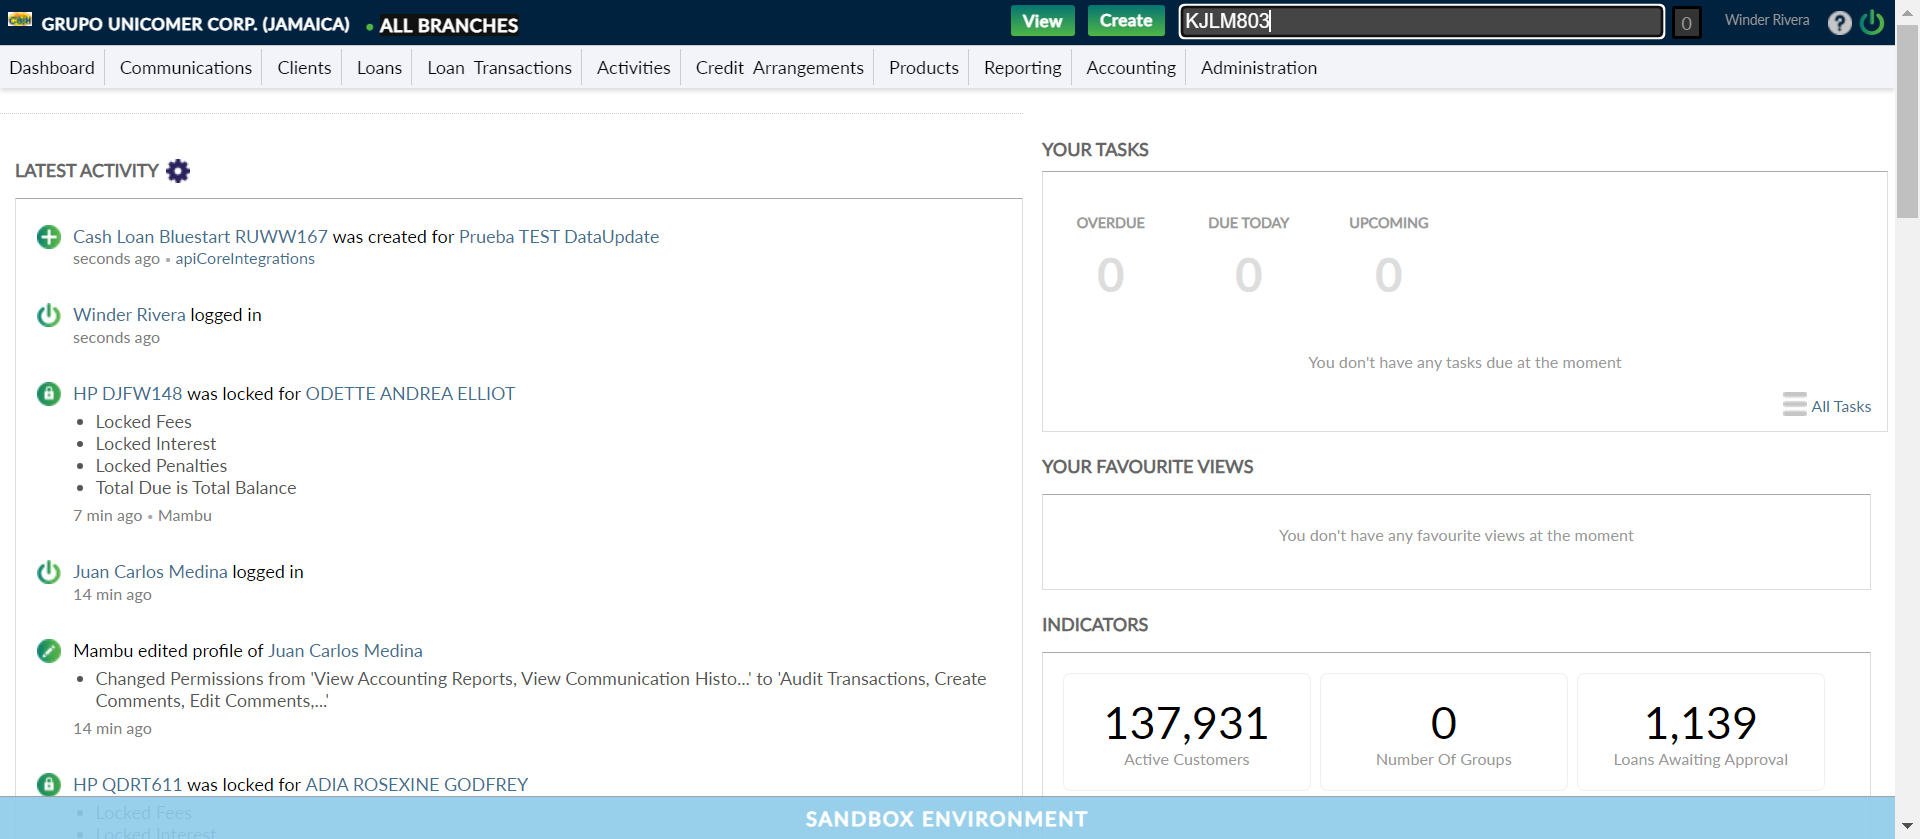 CASH GRUPO UNICOMER CORP. (JAMAICA) • ALL BRANCHES View Create KJLM803 0 Winder Rivera ?
Dashboard Communications Clients Loans Loan Transactions Activities Credit Arrangements Products Reporting Accounting Administration
LATEST ACTIVITY
Cash Loan Bluestart RUWW167 was created for Prueba TEST DataUpdate
seconds ago • apiCoreIntegrations
Winder Rivera logged in
seconds ago
HP DJFW148 was locked for ODETTE ANDREA ELLIOT
• Locked Fees
• Locked Interest
• Locked Penalties
• Total Due is Total Balance
7 min ago • Mambu
Juan Carlos Medina logged in
14 min ago
Mambu edited profile of Juan Carlos Medina
• Changed Permissions from 'View Accounting Reports, View Communication Histo...' to 'Audit Transactions, Create
Comments, Edit Comments,...'
14 min ago
HP QDRT611 was locked for ADIA ROSEXINE GODFREY
• Locked Fees
• Locked Interest
YOUR TASKS
OVERDUE DUE TODAY UPCOMING
0 0 0
You don't have any tasks due at the moment
All Tasks
YOUR FAVOURITE VIEWS
You don't have any favourite views at the moment
INDICATORS
137,931 0 1,139
Active Customers Number Of Groups Loans Awaiting Approval
SANDBOX ENVIRONMENT